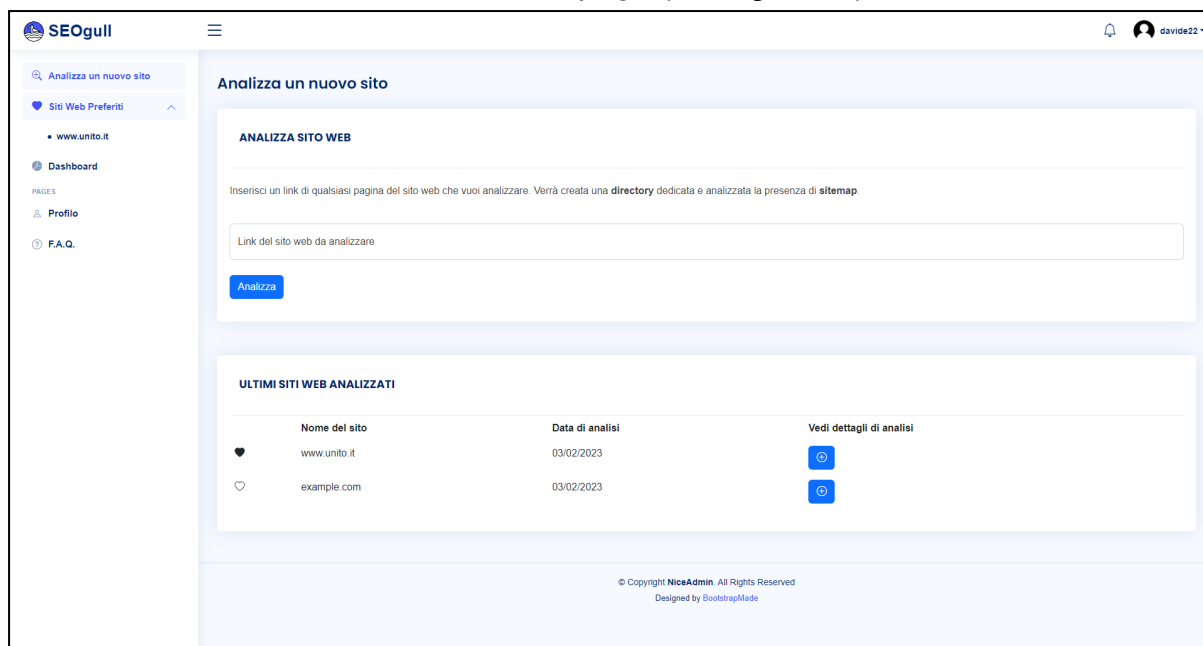 SEOgull
davide22
Analizza un nuovo sito
Siti Web Preferiti
www.unito.it
Dashboard
PAGES
Profilo
F.A.Q.
Analizza un nuovo sito
ANALIZZA SITO WEB
Inserisci un link di qualsiasi pagina del sito web che vuoi analizzare. Verrà creata una directory dedicata e analizzata la presenza di sitemap.
Link del sito web da analizzare
Analizza
ULTIMI SITI WEB ANALIZZATI
Nome del sito Data di analisi Vedi dettagli di analisi
www.unito.it 03/02/2023
example.com 03/02/2023
© Copyright NiceAdmin. All Rights Reserved
Designed by BootstrapMade